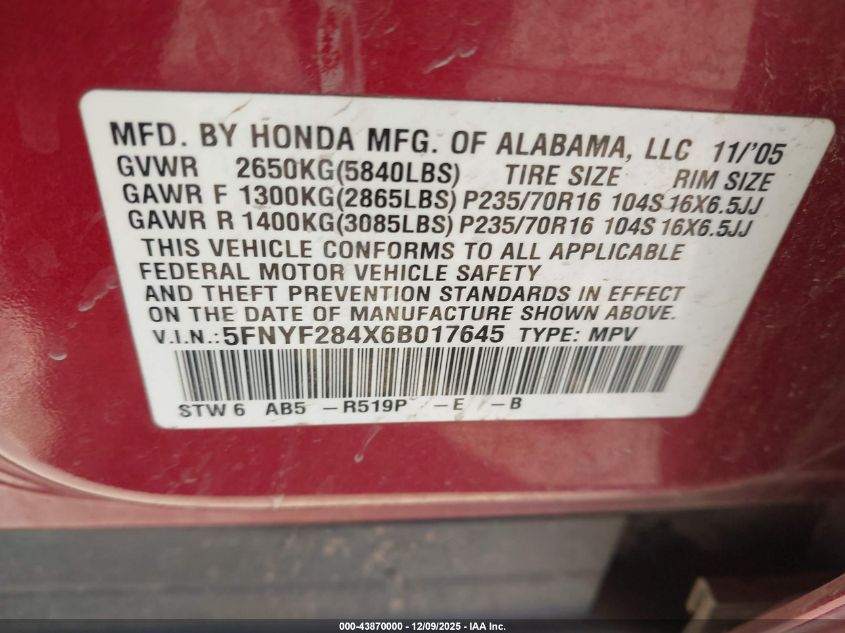 MFD. BY HONDA MFG. OF ALABAMA, LLC 11/'05
GVWR 2650KG(5840LBS) TIRE SIZE RIM SIZE
GAWR F 1300KG(2865LBS) P235/70R16 104S 16X6.5JJ
GAWR R 1400KG(3085LBS) P235/70R16 104S 16X6.5JJ
THIS VEHICLE CONFORMS TO ALL APPLICABLE
FEDERAL MOTOR VEHICLE SAFETY
AND THEFT PREVENTION STANDARDS IN EFFECT
ON THE DATE OF MANUFACTURE SHOWN ABOVE.
V.I.N.: 5FNYF284X6B017645 TYPE: MPV
STW 6 AB5 -R519P -E -B
000-43870000 - 12/09/2025 - IAA Inc.